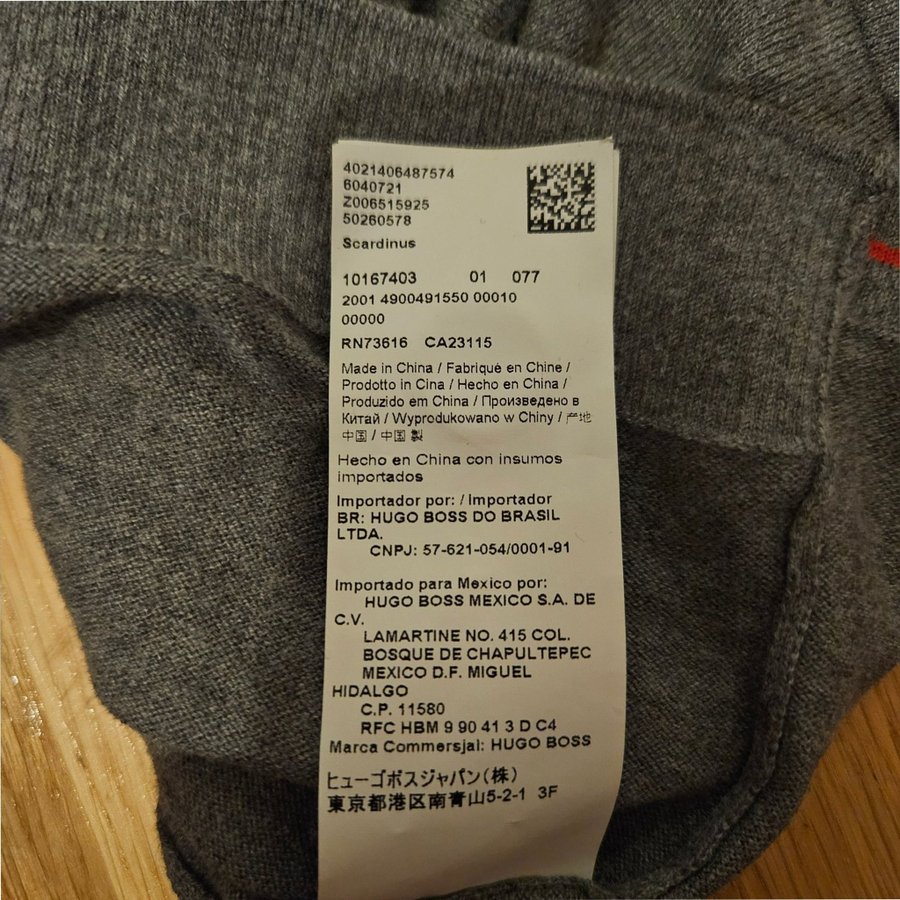 4021406487574
6040721
Z006515925
50260578
Scardinus
10167403 01 077
2001 4900491550 00010
00000
RN73616 CA23115
Made in China / Fabriqué en Chine /
Prodotto in Cina / Hecho en China /
Produzido em China / Произведено в
Китай / Wyprodukowano w Chiny / 产地
中国 / 中国 製
Hecho en China con insumos
importados
Importador por: / Importador
BR: HUGO BOSS DO BRASIL
LTDA.
CNPJ: 57-621-054/0001-91
Importado para Mexico por:
HUGO BOSS MEXICO S.A. DE
C.V.
LAMARTINE NO. 415 COL.
BOSQUE DE CHAPULTEPEC
MEXICO D.F. MIGUEL
HIDALGO
C.P. 11580
RFC HBM 9 90 41 3 D C4
Marca Commersjal: HUGO BOSS
ヒューゴボスジャパン(株)
東京都港区南青山5-2-1 3F